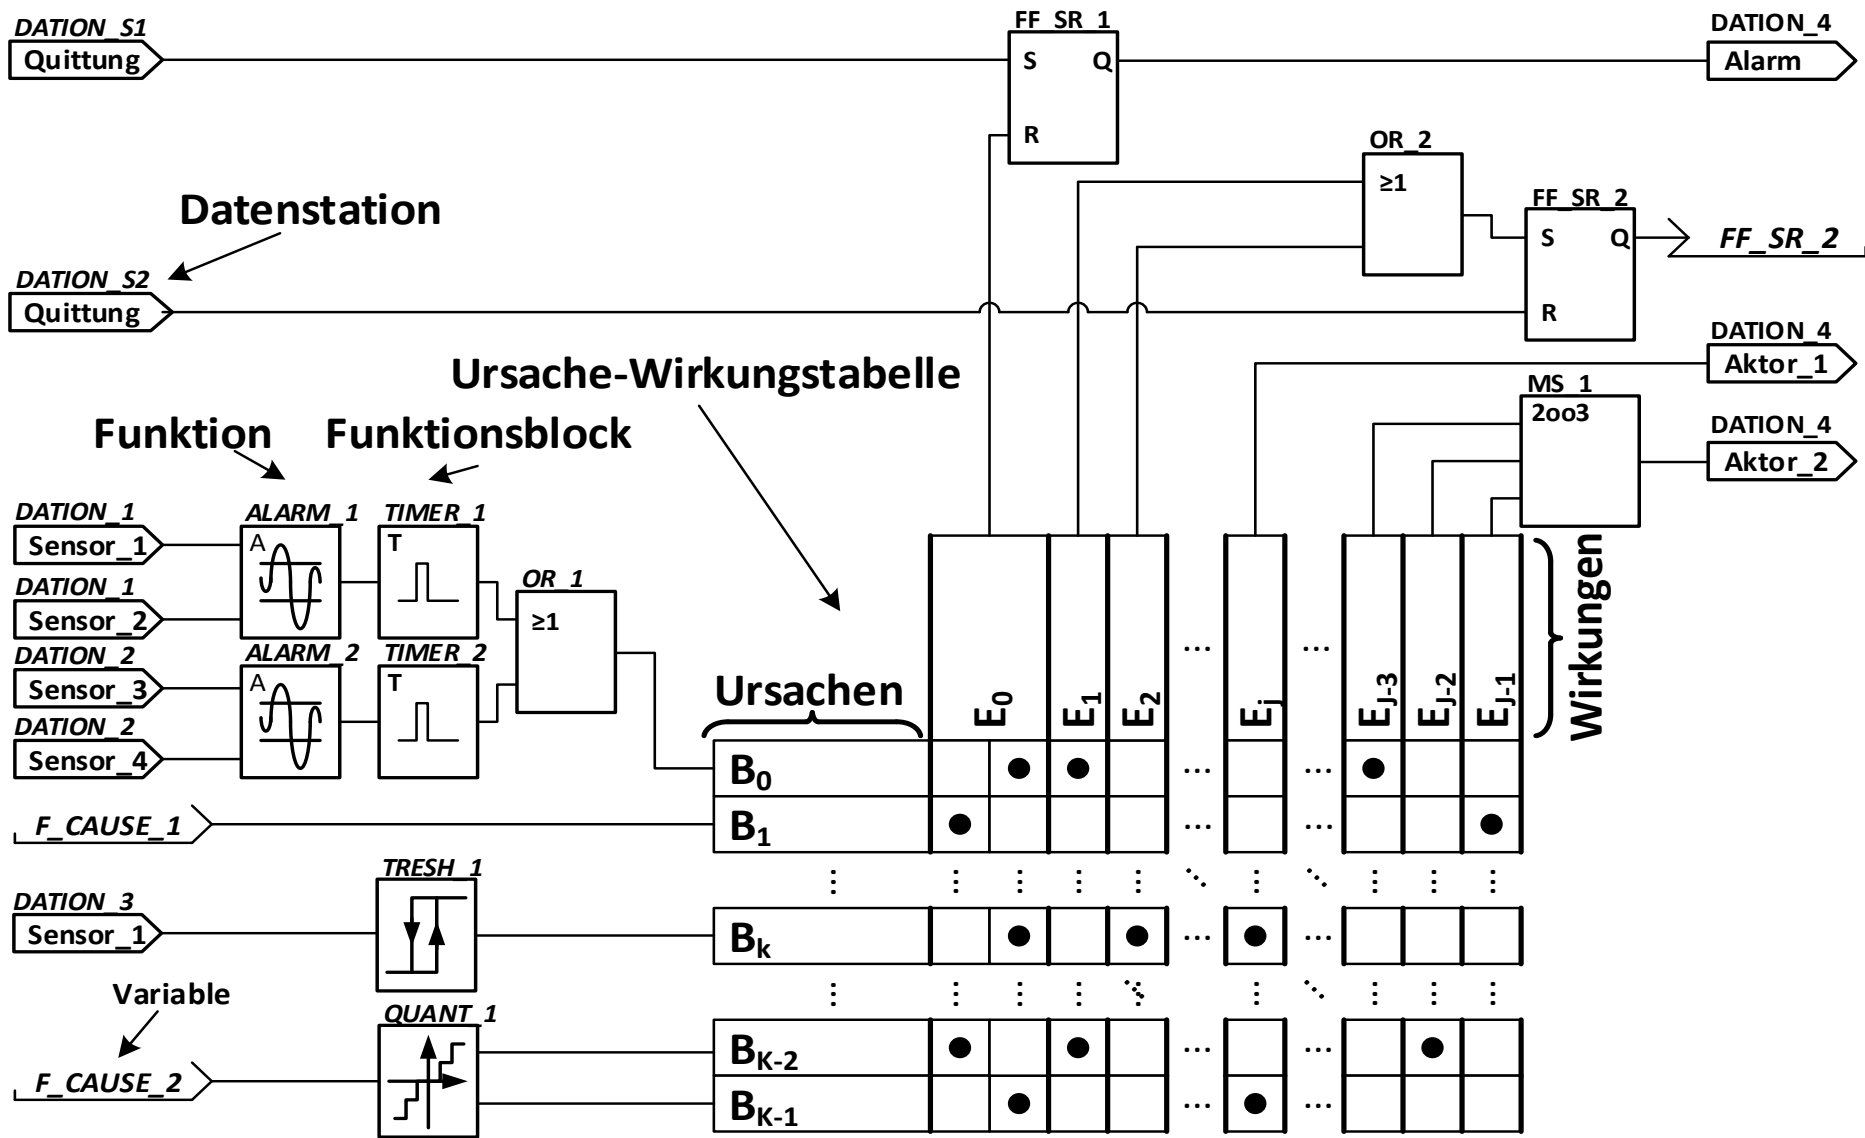 DATION_S1
Quittung
FF_SR_1
S Q
R
DATION_4
Alarm
OR_2
≥1
FF_SR_2
S Q
R
FF_SR_2
Datenstation
DATION_S2
Quittung
DATION_4
Aktor_1
Ursache-Wirkungstabelle
MS_1
2oo3
DATION_4
Aktor_2
Funktion
Funktionsblock
DATION_1
Sensor_1
ALARM_1
A
TIMER_1
T
DATION_1
Sensor_2
OR_1
≥1
DATION_2
Sensor_3
ALARM_2
A
TIMER_2
T
DATION_2
Sensor_4
Ursachen
Wirkungen
E0 E1 E2 ... Ej ... EJ-3 EJ-2 EJ-1
B0 ... ...
F_CAUSE_1
B1 ... ...
TRESH_1
DATION_3
Sensor_1
Bk ... ...
Variable
QUANT_1
F_CAUSE_2
BK-2 ... ...
BK-1 ... ...